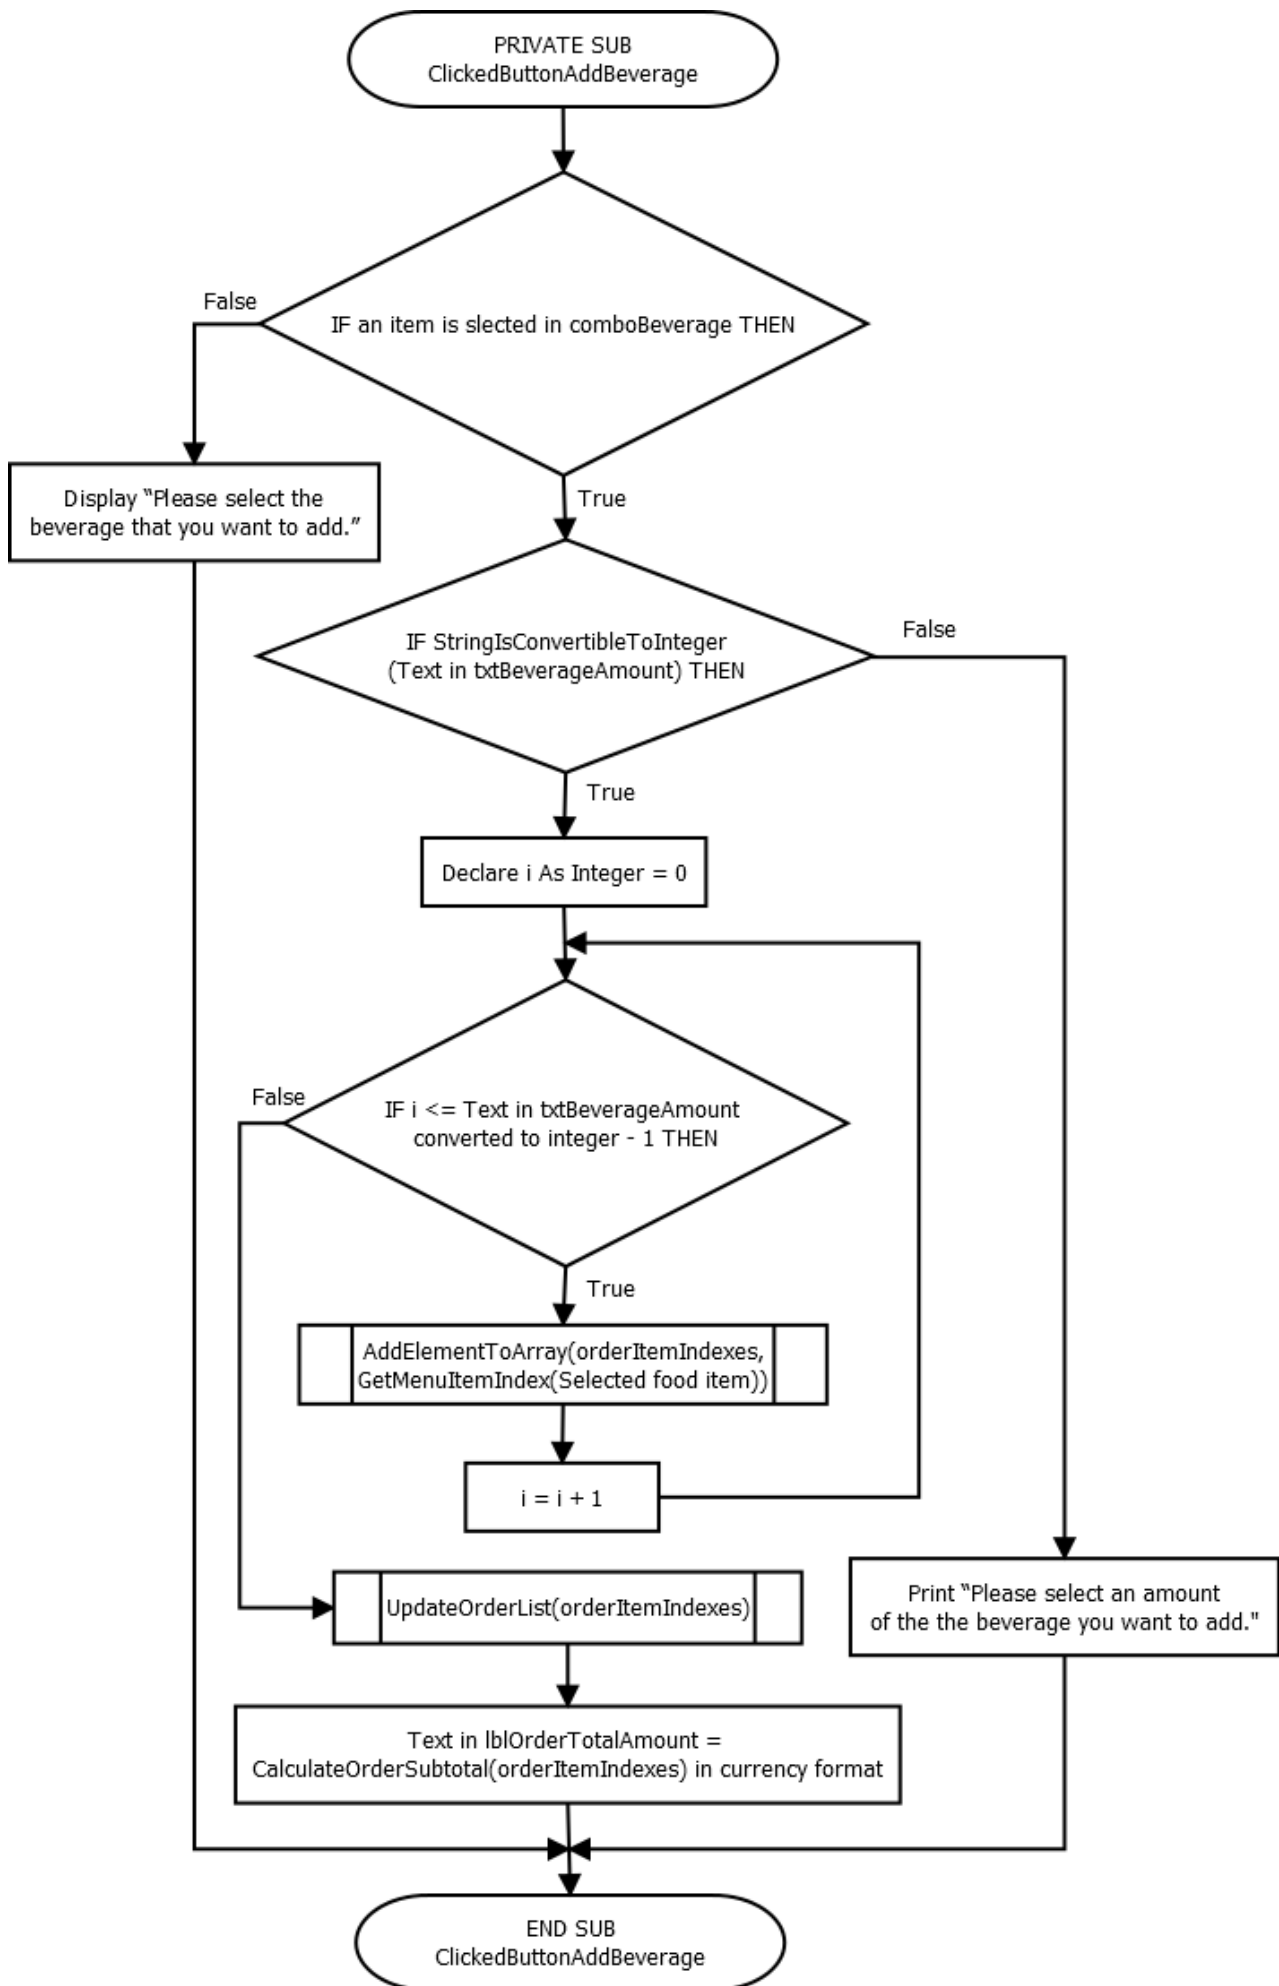 PRIVATE SUB
ClickedButtonAddBeverage
False
IF an item is slected in comboBeverage THEN
Display “Please select the
beverage that you want to add.”
True
IF StringIsConvertibleToInteger
(Text in txtBeverageAmount) THEN
False
True
Declare i As Integer = 0
False
IF i <= Text in txtBeverageAmount
converted to integer - 1 THEN
True
AddElementToArray(orderItemIndexes,
GetMenuItemIndex(Selected food item))
i = i + 1
UpdateOrderList(orderItemIndexes)
Print “Please select an amount
of the the beverage you want to add."
Text in lblOrderTotalAmount =
CalculateOrderSubtotal(orderItemIndexes) in currency format
END SUB
ClickedButtonAddBeverage